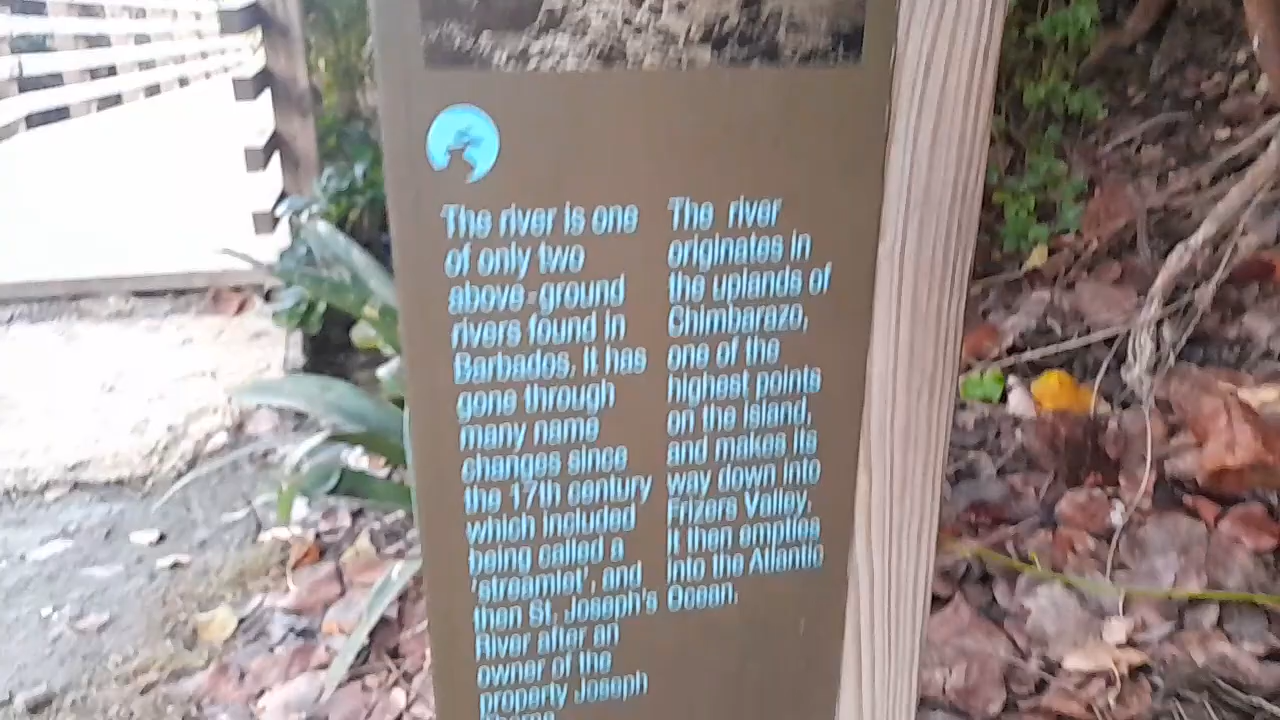 The river is one
of only two
above-ground
rivers found in
Barbados, it has
gone through
many name
changes since
the 17th century
which included
being called a
'streamlet', and
then St. Joseph's
River after an
owner of the
property Joseph
The river
originates in
the uplands of
Chimbarazo,
one of the
highest points
on the island,
and makes its
way down into
Frizers Valley,
it then empties
into the Atlantic
Ocean.